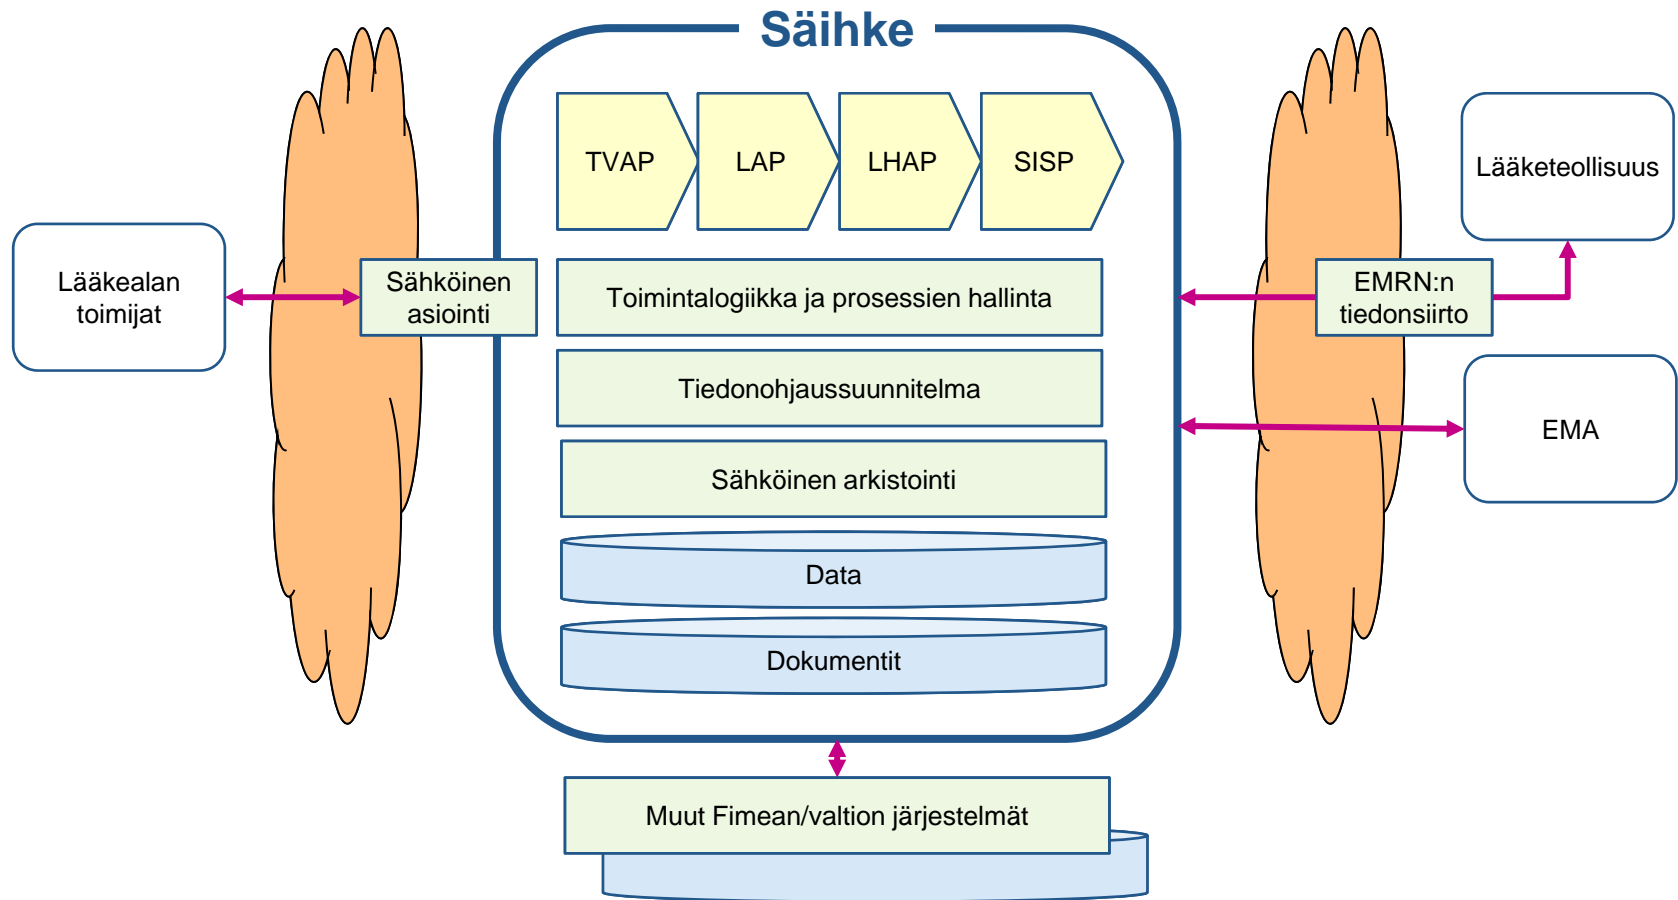 Säihke
TVAP
LAP
LHAP
SISP
Lääketeollisuus
Lääkealan
toimijat
Sähköinen
asiointi
Toimintalogiikka ja prosessien hallinta
EMRN:n
tiedonsiirto
Tiedonohjaussuunnitelma
EMA
Sähköinen arkistointi
Data
Dokumentit
Muut Fimean/valtion järjestelmät